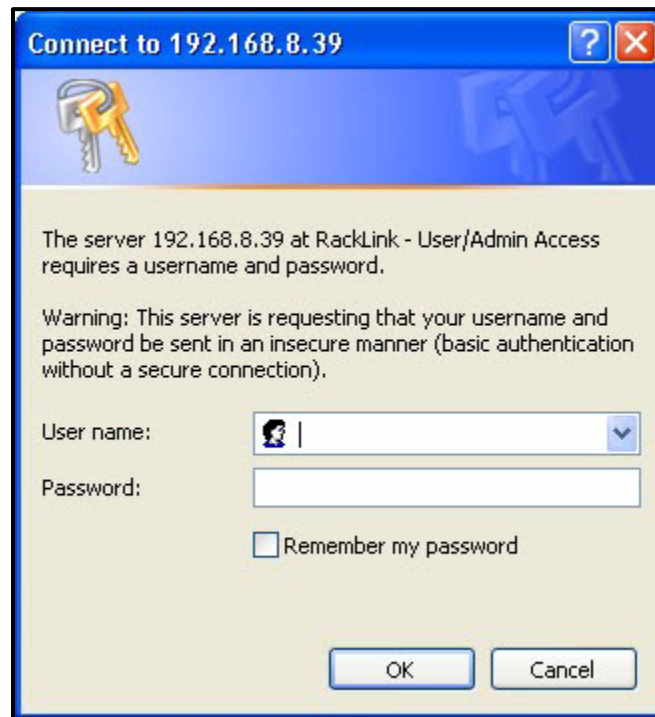 Connect to 192.168.8.39
?
The server 192.168.8.39 at RackLink - User/Admin Access
requires a username and password.
Warning: This server is requesting that your username and
password be sent in an insecure manner (basic authentication
without a secure connection).
User name:
Password:
Remember my password
OK Cancel